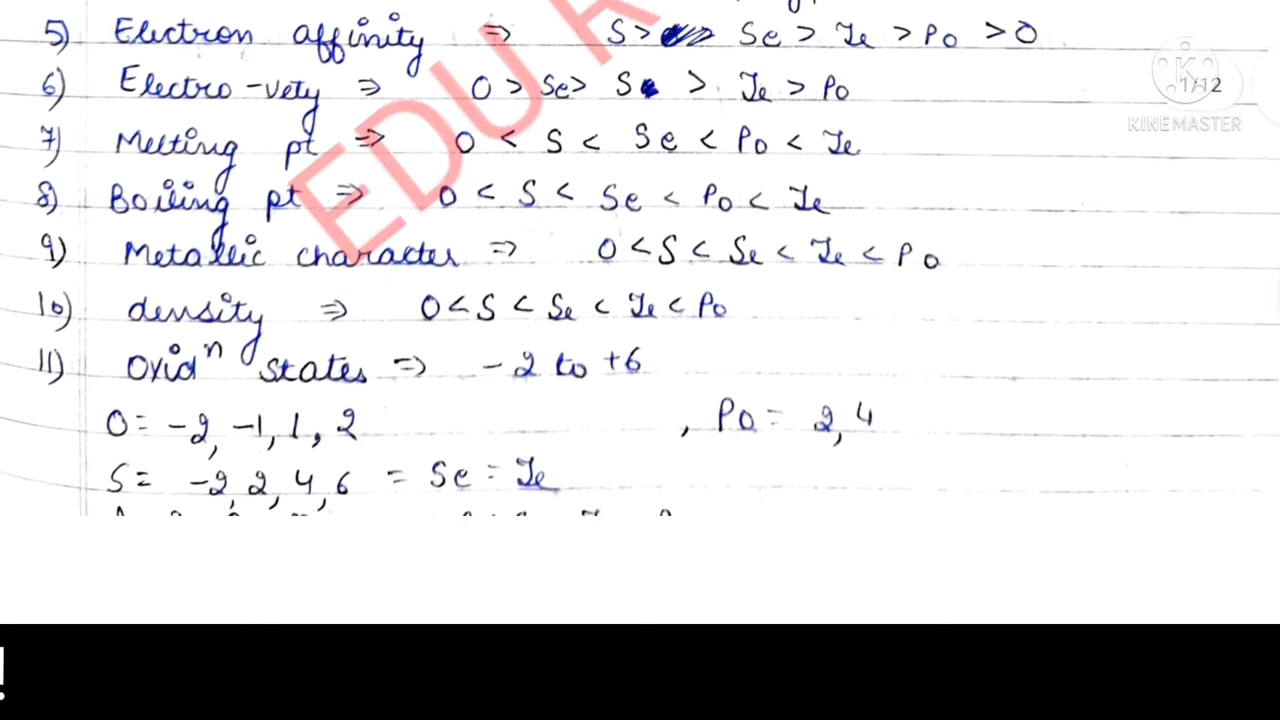 5) Electron affinity ⇒ S > Se > Te > Po > O
1/12
6) Electro-vety ⇒ O > Se > S > Te > Po
KINEMASTER
7) Melting pt ⇒ O < S < Se < Po < Te
8) Boiling pt ⇒ O < S < Se < Po < Te
9) Metallic character ⇒ O < S < Se < Te < Po
10) density ⇒ O < S < Se < Te < Po
11) Oxidⁿ states ⇒ -2 to +6
O = -2, -1, 1, 2 , Po = 2, 4
S = -2, 2, 4, 6 = Se = Te
EDU R
!